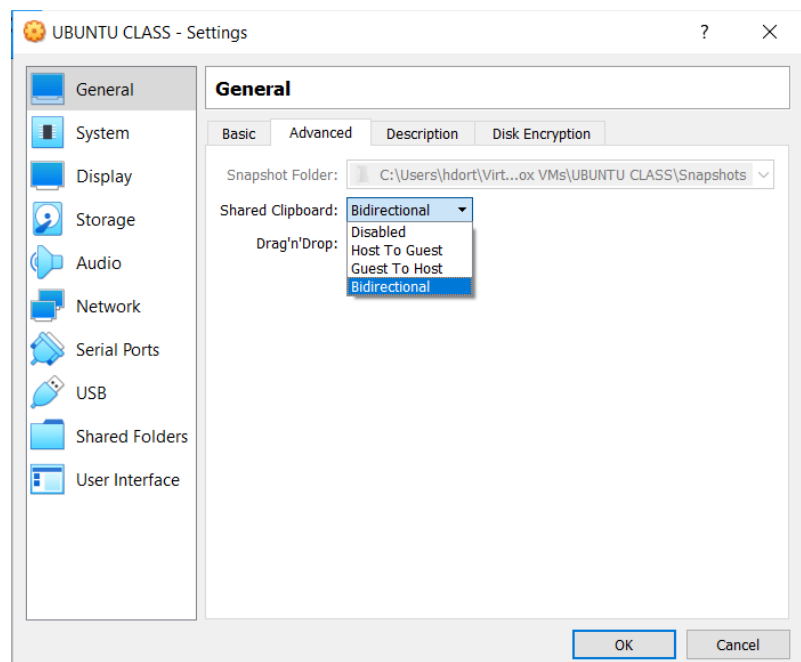 UBUNTU CLASS - Settings ? ×
General
System
Display
Storage
Audio
Network
Serial Ports
USB
Shared Folders
User Interface
General
Basic Advanced Description Disk Encryption
Snapshot Folder: C:\Users\hdort\Virt...ox VMs\UBUNTU CLASS\Snapshots
Shared Clipboard: Bidirectional
Disabled
Host To Guest
Guest To Host
Bidirectional
Drag'n'Drop:
OK Cancel